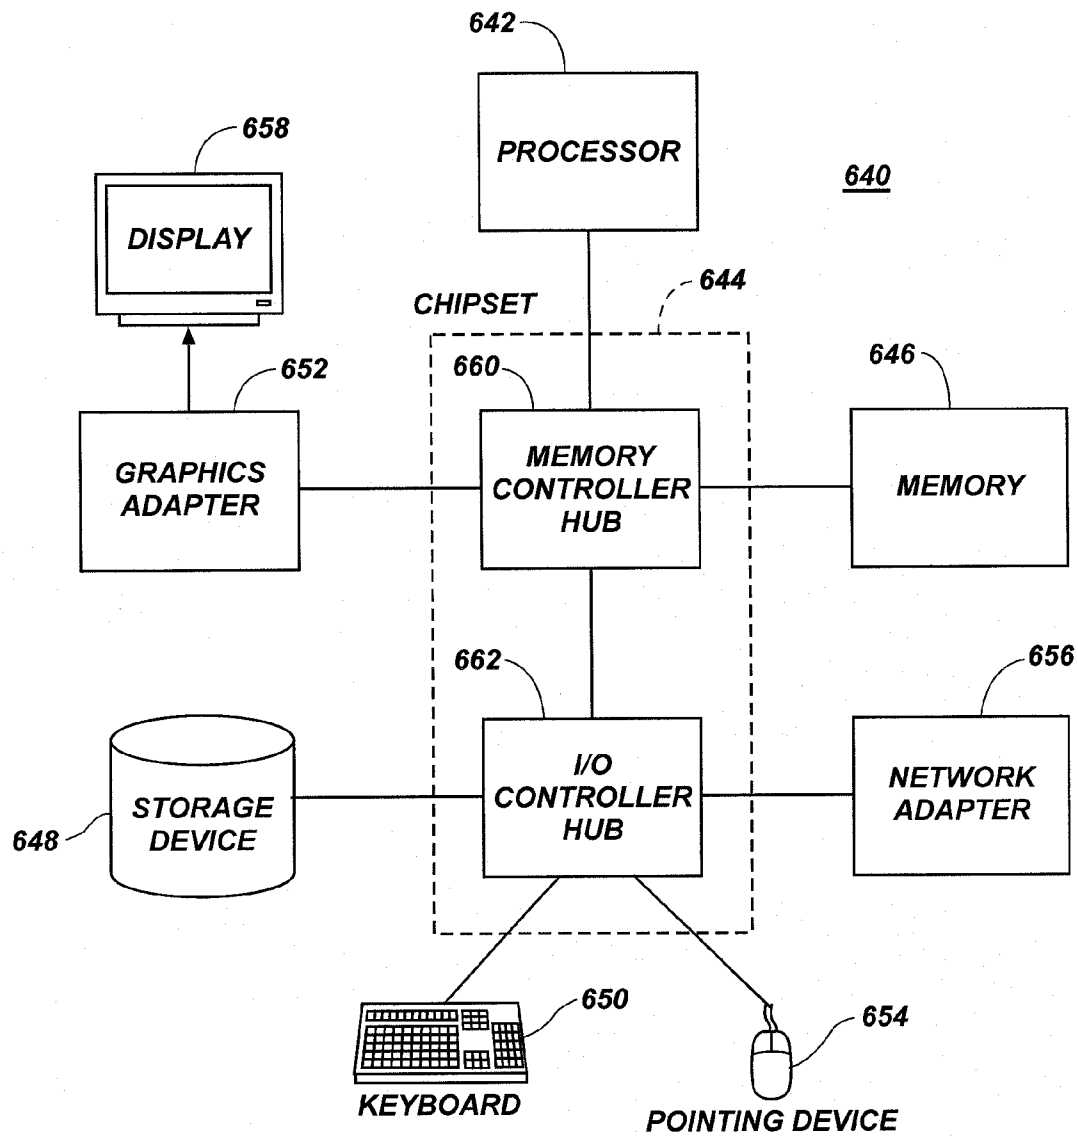 642
PROCESSOR
640
658
DISPLAY
644
CHIPSET
652
660
646
GRAPHICS
ADAPTER
MEMORY
CONTROLLER
HUB
MEMORY
662
656
STORAGE
DEVICE
648
I/O
CONTROLLER
HUB
NETWORK
ADAPTER
650
KEYBOARD
654
POINTING DEVICE